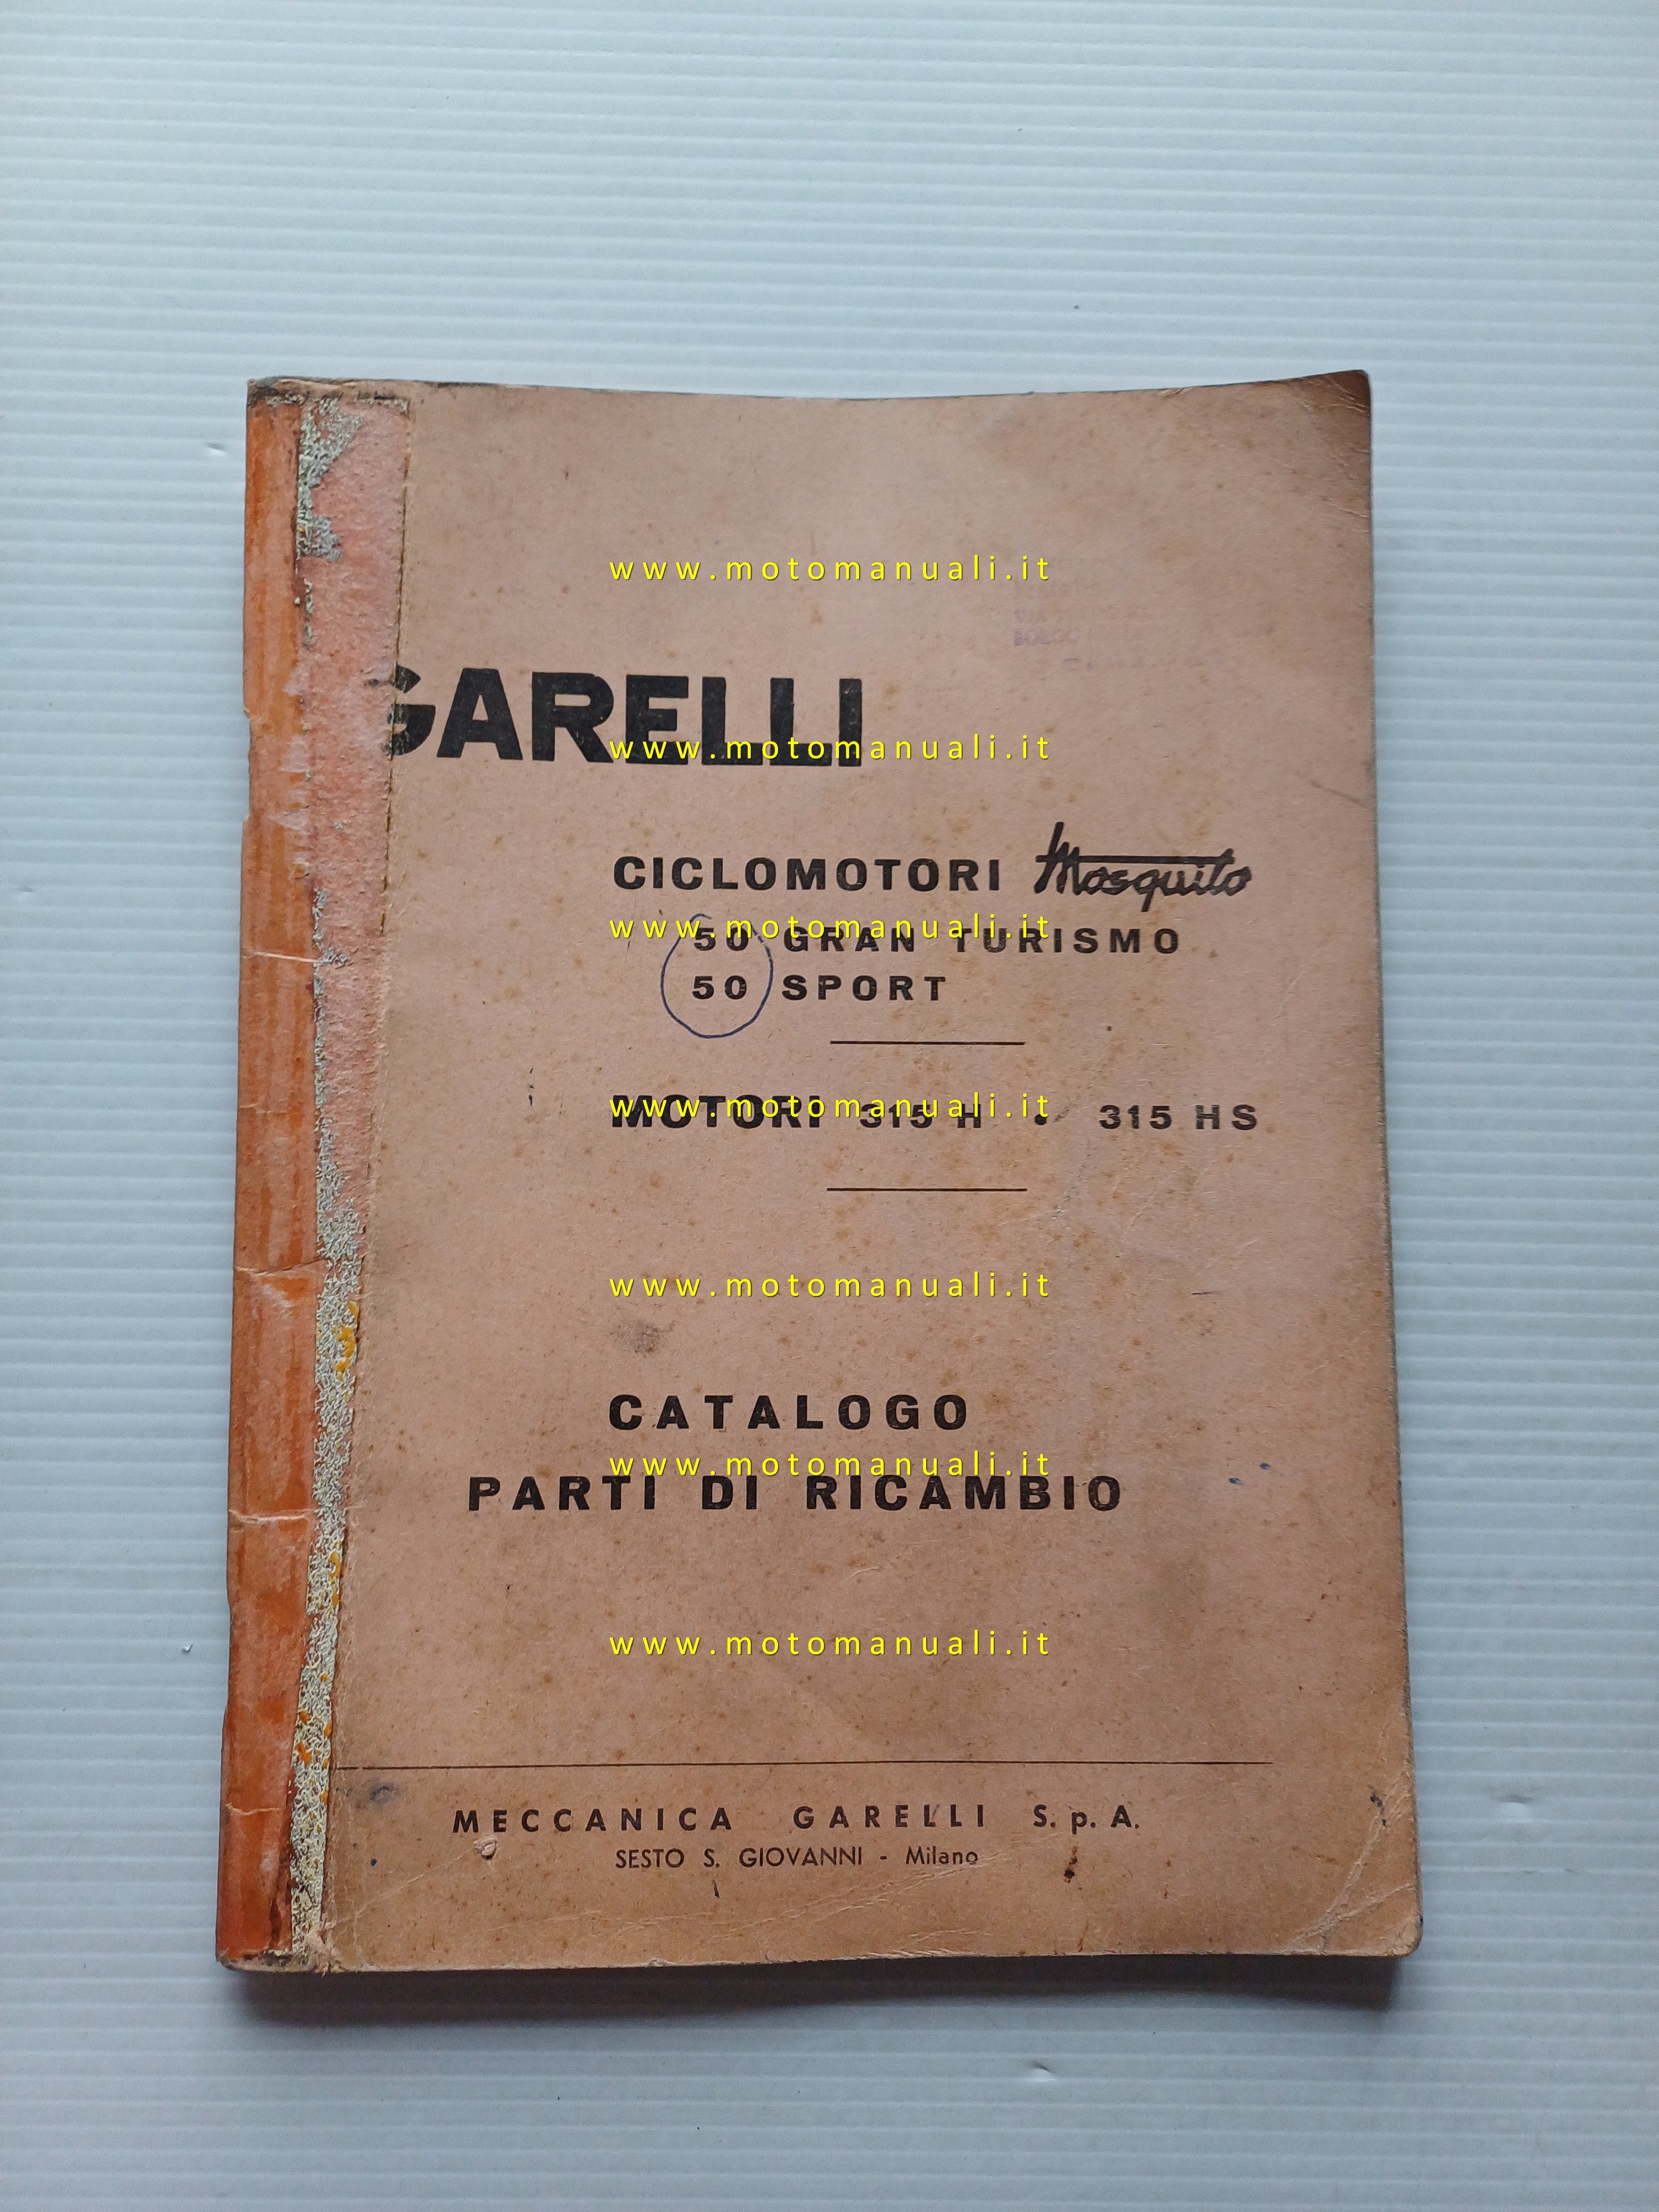 www.motomanuali.it
GARELLI
www.motomanuali.it
CICLOMOTORI Mosquito
www.motomanuali.it
50 GRAN TURISMO
50 SPORT
www.motomanuali.it
MOTORI 315 H • 315 HS
www.motomanuali.it
CATALOGO
www.motomanuali.it
PARTI DI RICAMBIO
www.motomanuali.it
MECCANICA GARELLI S.p.A.
SESTO S. GIOVANNI - Milano